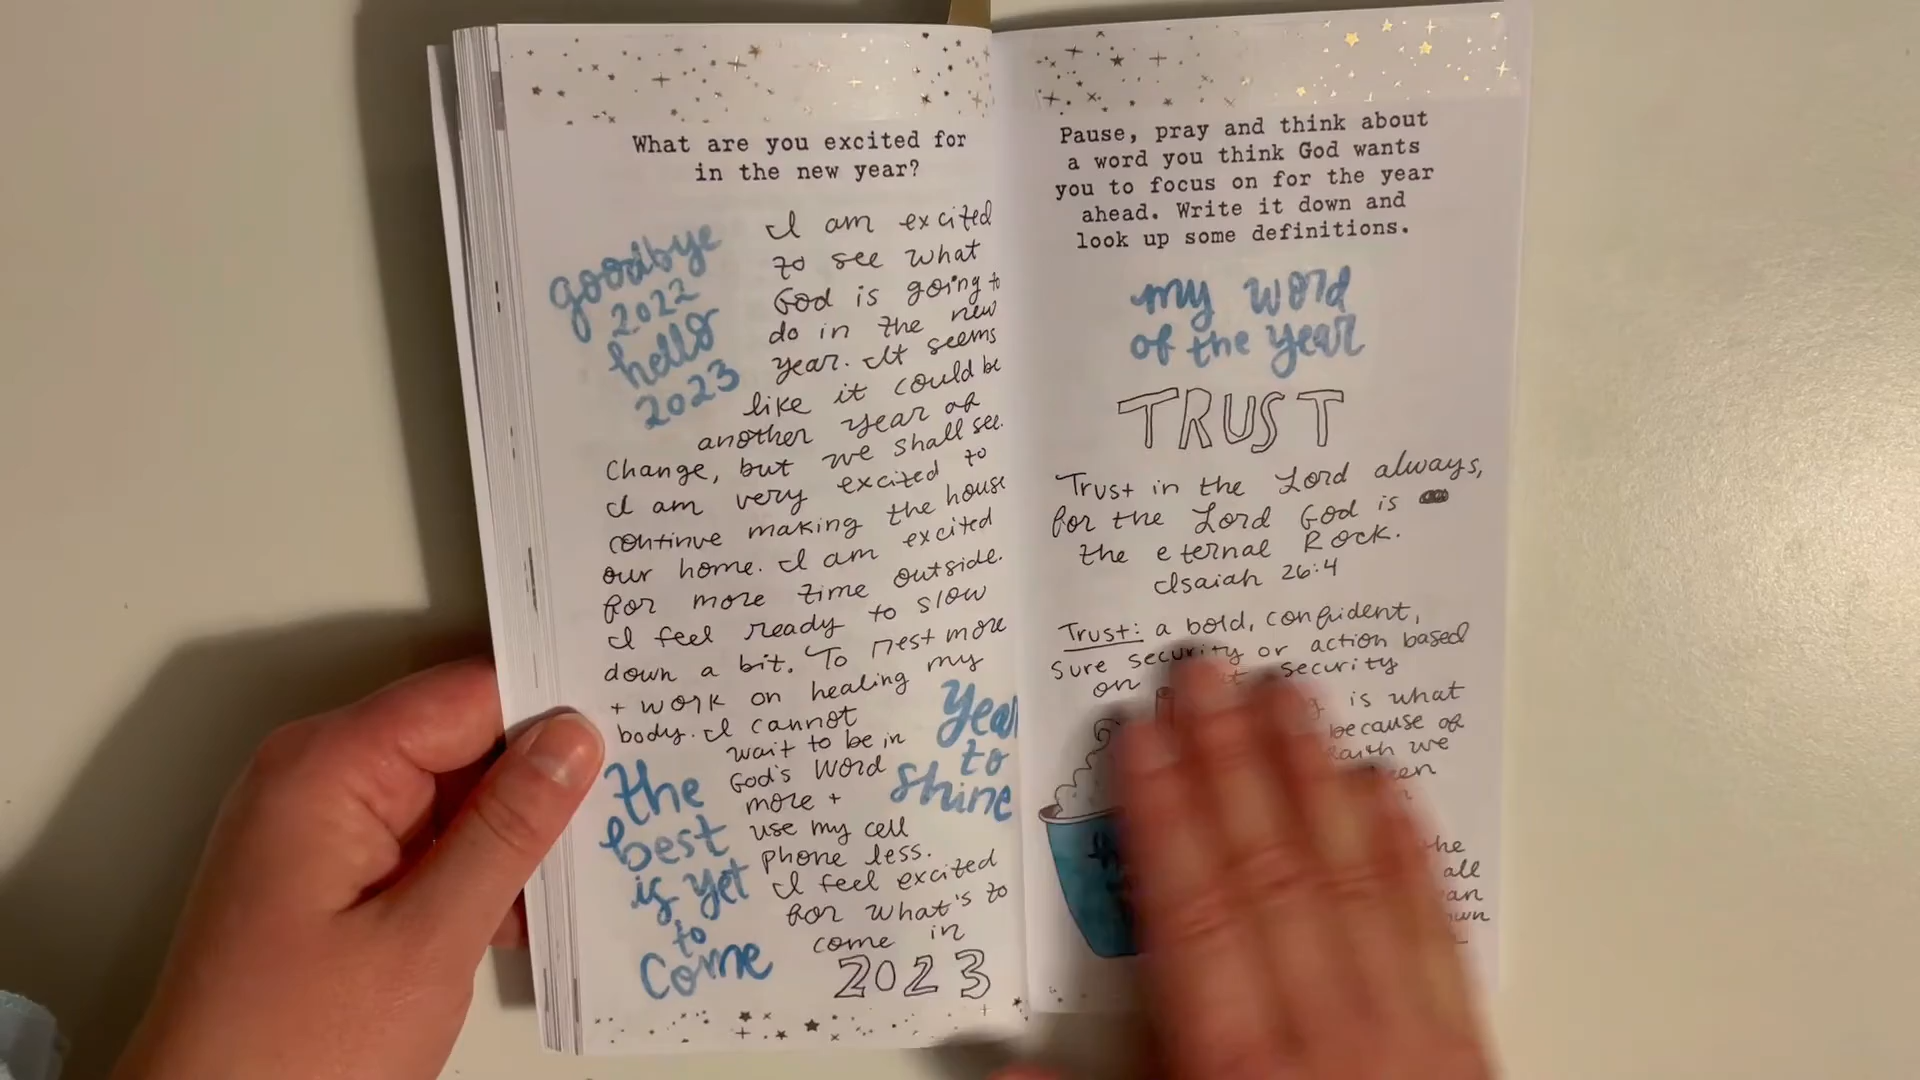 What are you excited for
in the new year?
goodbye
2022
hello
2023
I am excited
to see what
God is going to
do in the new
year. It seems
like it could be
another year of
Change, but we shall see.
I am very excited to
continue making the house
our home. I am excited
for more time outside.
I feel ready to slow
down a bit. To rest more
+ work on healing my
body. I cannot
wait to be in
God's Word
more +
use my cell
phone less.
I feel excited
for what's to
come in
2023
Year
to
Shine
the
best
is yet
to
come
Pause, pray and think about
a word you think God wants
you to focus on for the year
ahead. Write it down and
look up some definitions.
my word
of the year
TRUST
Trust in the Lord always,
for the Lord God is
the eternal Rock.
Isaiah 26:4
Trust: a bold, confident,
sure security or action based
on security
is what
because of
faith we
the
all